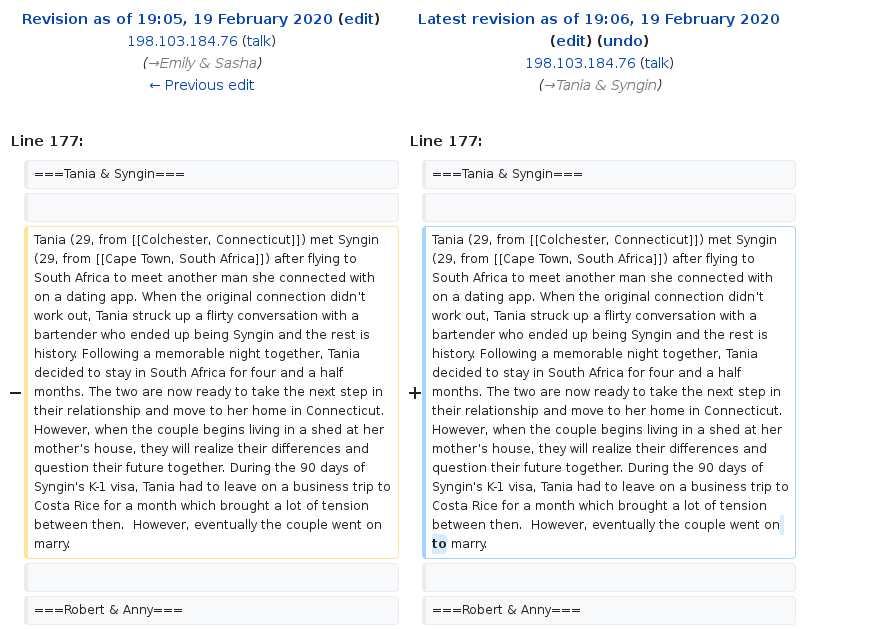 Revision as of 19:05, 19 February 2020 (edit)
198.103.184.76 (talk)
(→Emily & Sasha)
← Previous edit
Latest revision as of 19:06, 19 February 2020
(edit) (undo)
198.103.184.76 (talk)
(→Tania & Syngin)
Line 177:
===Tania & Syngin===
−
Tania (29, from [[Colchester, Connecticut]]) met Syngin
(29, from [[Cape Town, South Africa]]) after flying to
South Africa to meet another man she connected with
on a dating app. When the original connection didn't
work out, Tania struck up a flirty conversation with a
bartender who ended up being Syngin and the rest is
history. Following a memorable night together, Tania
decided to stay in South Africa for four and a half
months. The two are now ready to take the next step in
their relationship and move to her home in Connecticut.
However, when the couple begins living in a shed at her
mother's house, they will realize their differences and
question their future together. During the 90 days of
Syngin's K-1 visa, Tania had to leave on a business trip to
Costa Rice for a month which brought a lot of tension
between then.  However, eventually the couple went on
marry.
===Robert & Anny===
Line 177:
===Tania & Syngin===
+
Tania (29, from [[Colchester, Connecticut]]) met Syngin
(29, from [[Cape Town, South Africa]]) after flying to
South Africa to meet another man she connected with
on a dating app. When the original connection didn't
work out, Tania struck up a flirty conversation with a
bartender who ended up being Syngin and the rest is
history. Following a memorable night together, Tania
decided to stay in South Africa for four and a half
months. The two are now ready to take the next step in
their relationship and move to her home in Connecticut.
However, when the couple begins living in a shed at her
mother's house, they will realize their differences and
question their future together. During the 90 days of
Syngin's K-1 visa, Tania had to leave on a business trip to
Costa Rice for a month which brought a lot of tension
between then.  However, eventually the couple went on
to marry.
===Robert & Anny===